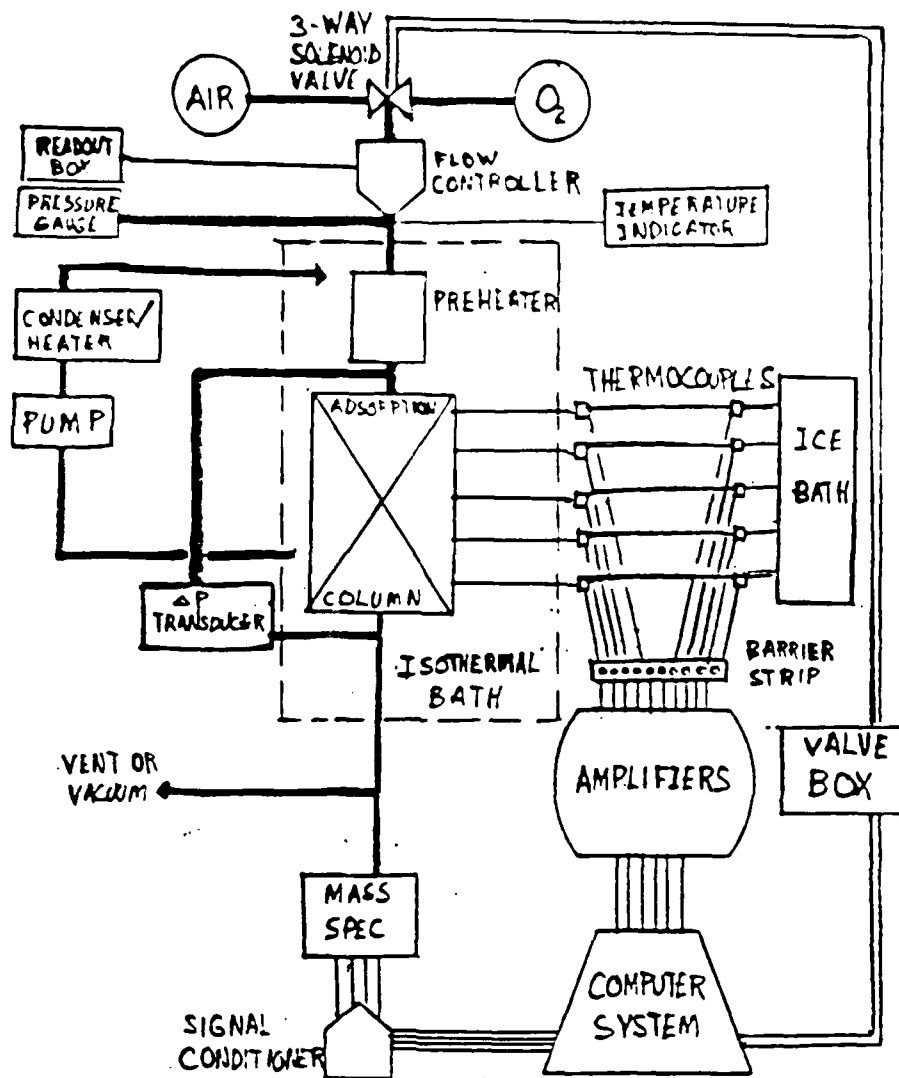 3-WAY
SOLENOID
VALVE
AIR
O2
READOUT
BOX
FLOW
CONTROLLER
PRESSURE
GAUGE
TEMPERATURE
INDICATOR
PREHEATER
CONDENSER/
HEATER
PUMP
THERMOCOUPLES
ADSORPTION
COLUMN
ICE
BATH
ΔP
TRANSDUCER
ISOTHERMAL
BATH
BARRIER
STRIP
VENT OR
VACUUM
AMPLIFIERS
VALVE
BOX
MASS
SPEC
COMPUTER
SYSTEM
SIGNAL
CONDITIONER